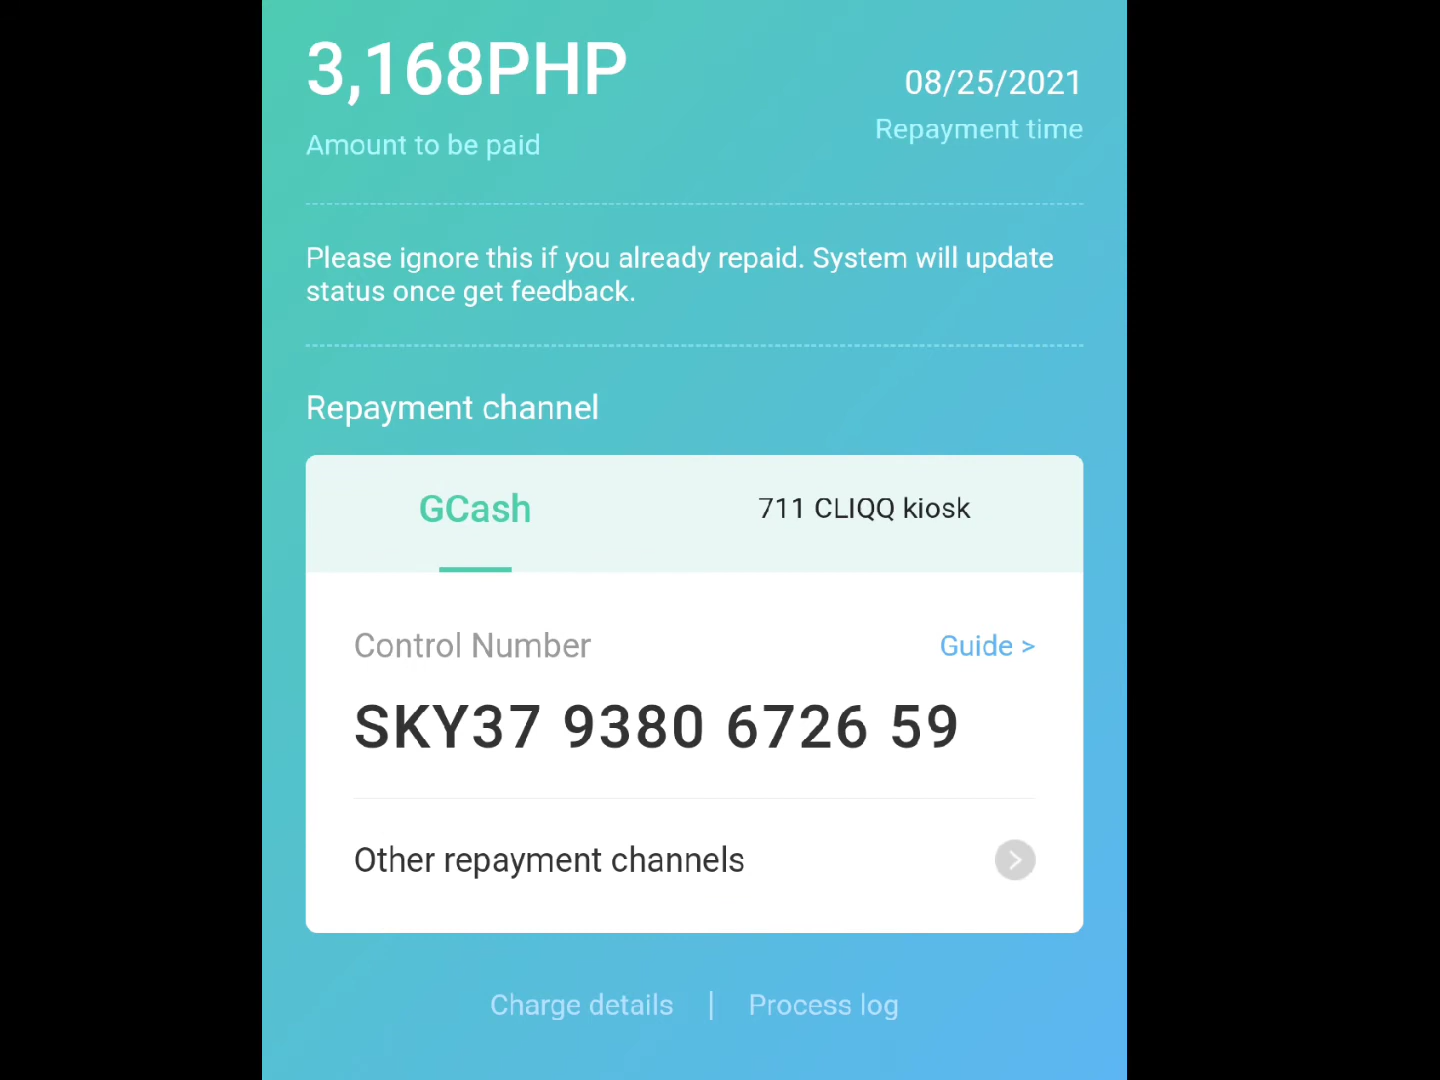 3,168PHP
08/25/2021
Amount to be paid
Repayment time
Please ignore this if you already repaid. System will update
status once get feedback.
Repayment channel
GCash
711 CLIQQ kiosk
Control Number
Guide >
SKY37 9380 6726 59
Other repayment channels
Charge details | Process log